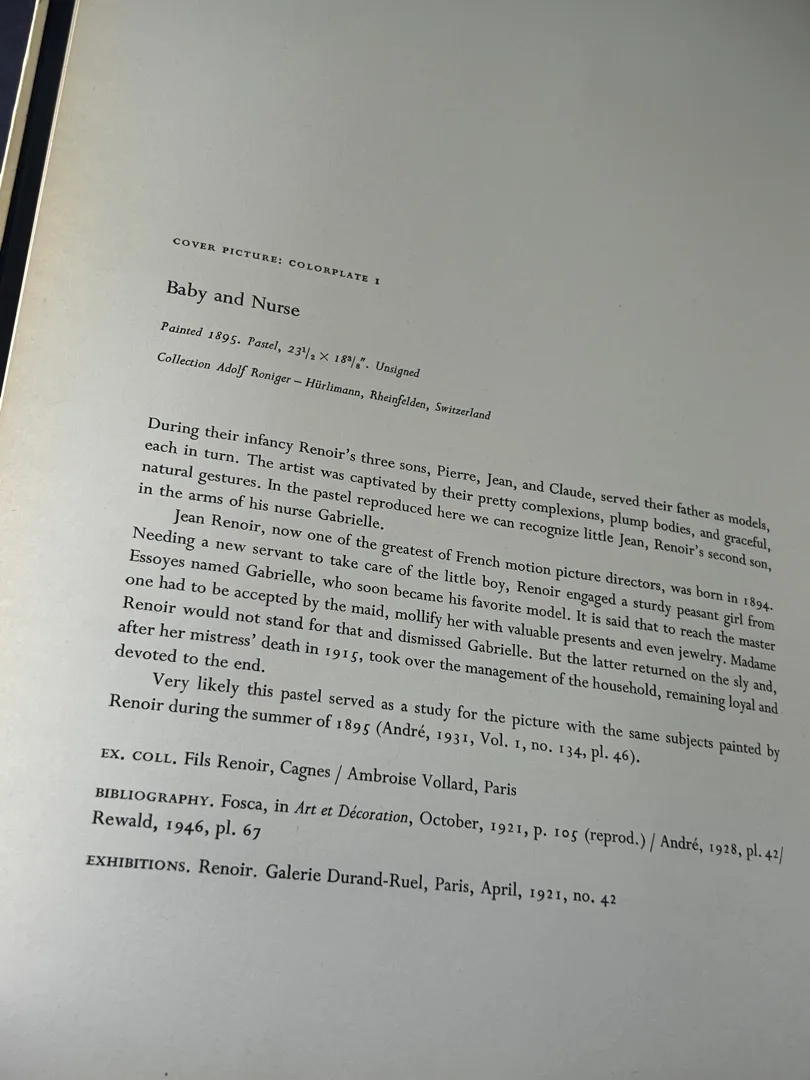 COVER PICTURE: COLORPLATE 1
Baby and Nurse
Painted 1895. Pastel, 23 1/2 × 18 3/8". Unsigned
Collection Adolf Roniger – Hürlimann, Rheinfelden, Switzerland
During their infancy Renoir's three sons, Pierre, Jean, and Claude, served their father as models,
each in turn. The artist was captivated by their pretty complexions, plump bodies, and graceful,
natural gestures. In the pastel reproduced here we can recognize little Jean, Renoir's second son,
in the arms of his nurse Gabrielle.
Jean Renoir, now one of the greatest of French motion picture directors, was born in 1894.
Needing a new servant to take care of the little boy, Renoir engaged a sturdy peasant girl from
Essoyes named Gabrielle, who soon became his favorite model. It is said that to reach the master
one had to be accepted by the maid, mollify her with valuable presents and even jewelry. Madame
Renoir would not stand for that and dismissed Gabrielle. But the latter returned on the sly and,
after her mistress' death in 1915, took over the management of the household, remaining loyal and
devoted to the end.
Very likely this pastel served as a study for the picture with the same subjects painted by
Renoir during the summer of 1895 (André, 1931, Vol. 1, no. 134, pl. 46).
EX. COLL. Fils Renoir, Cagnes / Ambroise Vollard, Paris
BIBLIOGRAPHY. Fosca, in Art et Décoration, October, 1921, p. 105 (reprod.) / André, 1928, pl. 42/
Rewald, 1946, pl. 67
EXHIBITIONS. Renoir. Galerie Durand-Ruel, Paris, April, 1921, no. 42